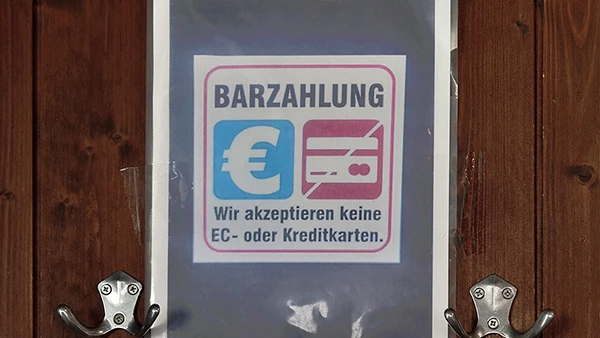 BARZAHLUNG
€
Wir akzeptieren keine
EC- oder Kreditkarten.